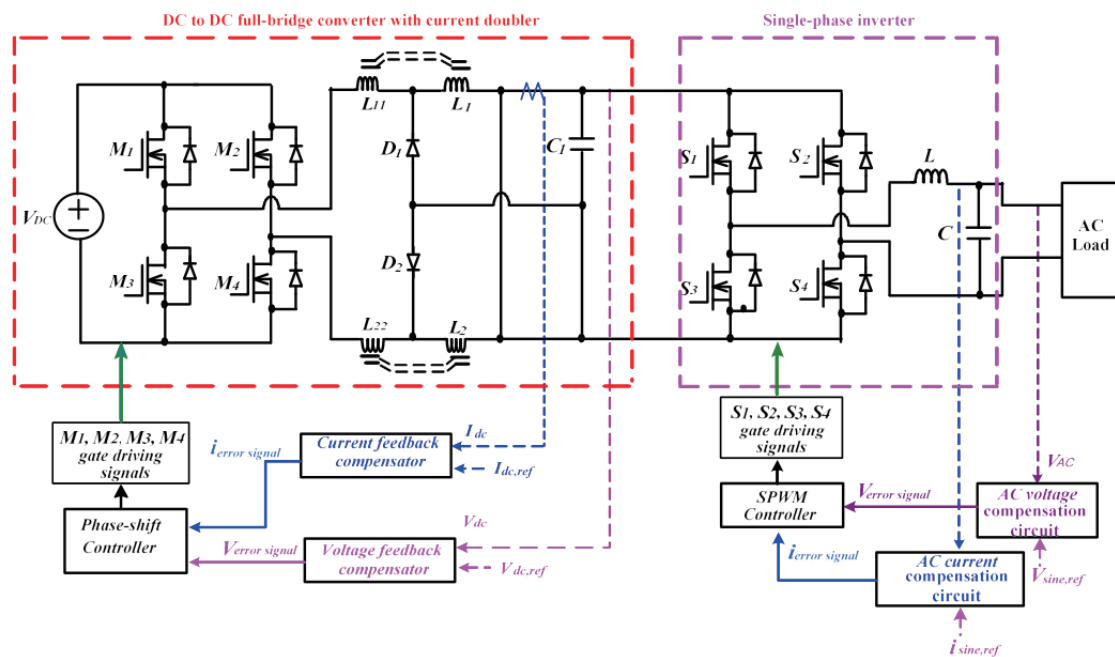 DC to DC full-bridge converter with current doubler
Single-phase inverter
L11
L1
M1
M2
D1
C1
S1
S2
L
VDC
AC
Load
C
M3
M4
D2
S3
S4
L22
L2
M1, M2, M3, M4
gate driving
signals
i error signal
Current feedback
compensator
Idc
Idc,ref
S1, S2, S3, S4
gate driving
signals
VAC
Phase-shift
Controller
Verror signal
Voltage feedback
compensator
Vdc
Vdc,ref
SPWM
Controller
Verror signal
AC voltage
compensation
circuit
i error signal
AC current
compensation
circuit
Vsine,ref
i sine,ref